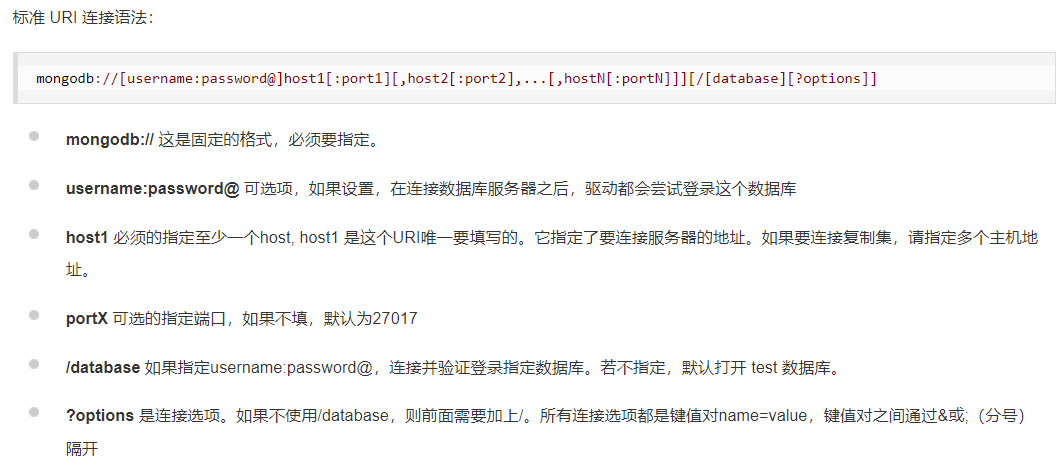 标准 URI 连接语法：
mongodb://[username:password@]host1[:port1][,host2[:port2],...[,hostN[:portN]]][/[database][?options]]
mongodb:// 这是固定的格式，必须要指定。
username:password@ 可选项，如果设置，在连接数据库服务器之后，驱动都会尝试登录这个数据库
host1 必须的指定至少一个host, host1 是这个URI唯一要填写的。它指定了要连接服务器的地址。如果要连接复制集，请指定多个主机地
址。
portX 可选的指定端口，如果不填，默认为27017
/database 如果指定username:password@，连接并验证登录指定数据库。若不指定，默认打开 test 数据库。
?options 是连接选项。如果不使用/database，则前面需要加上/。所有连接选项都是键值对name=value，键值对之间通过&或;（分号）
隔开